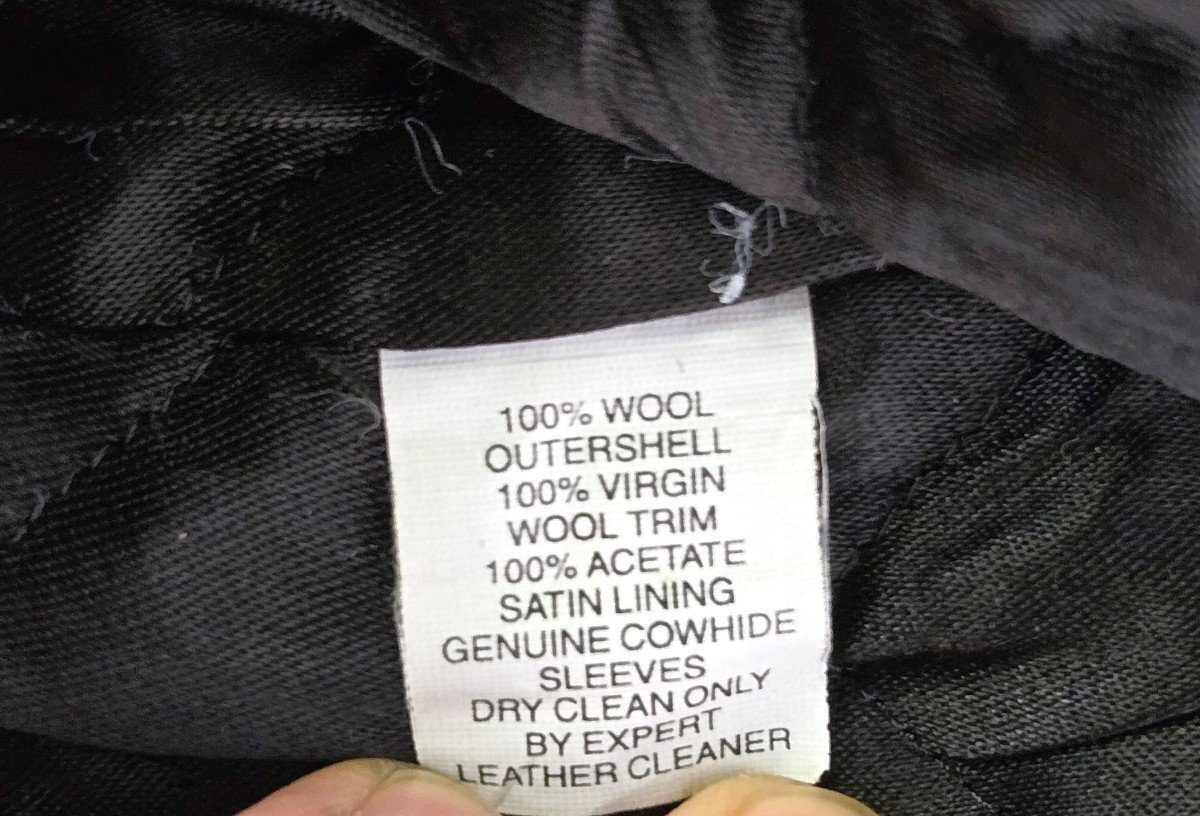 100% WOOL
OUTERSHELL
100% VIRGIN
WOOL TRIM
100% ACETATE
SATIN LINING
GENUINE COWHIDE
SLEEVES
DRY CLEAN ONLY
BY EXPERT
LEATHER CLEANER